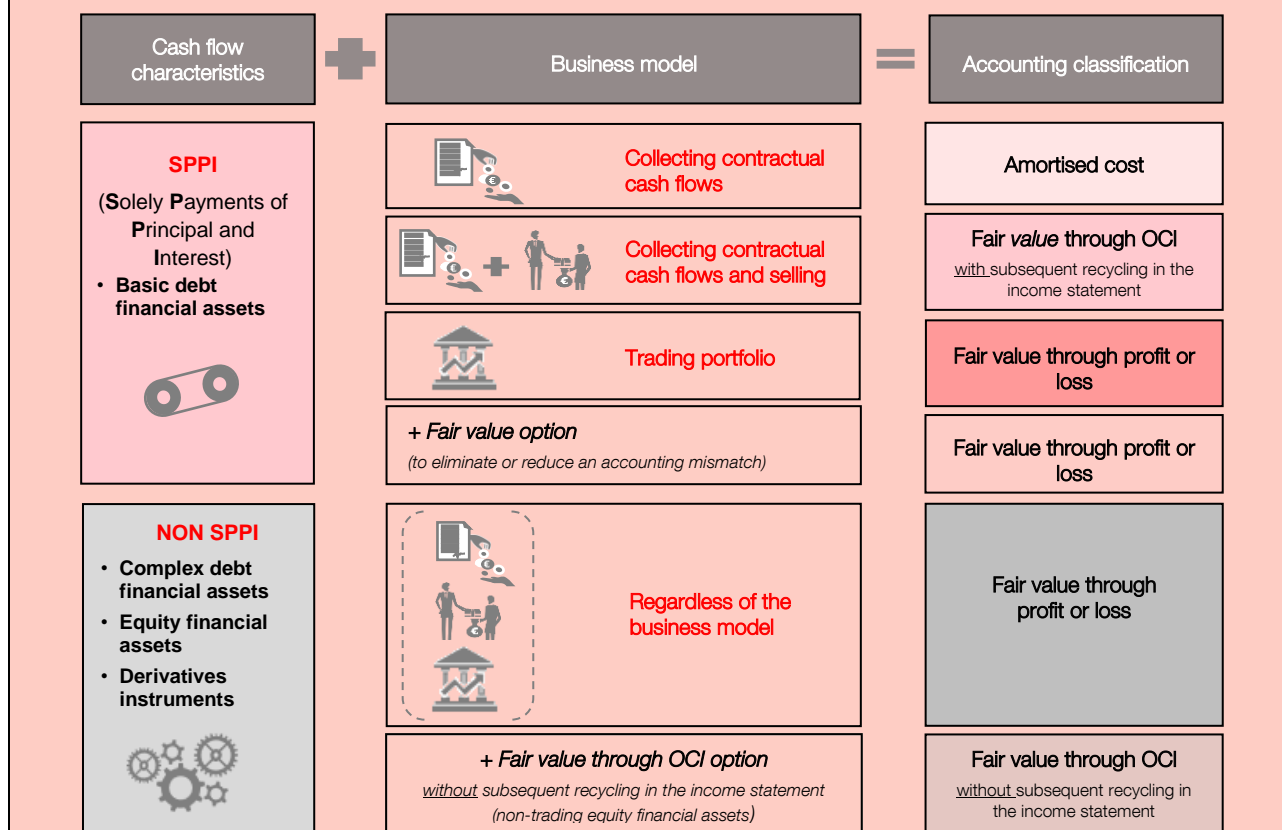 Cash flow
characteristics
Business model
Accounting classification
SPPI
(Solely Payments of
Principal and
Interest)
• Basic debt
financial assets
Collecting contractual
cash flows
Amortised cost
Collecting contractual
cash flows and selling
Fair value through OCI
with subsequent recycling in the
income statement
Trading portfolio
Fair value through profit or
loss
+ Fair value option
(to eliminate or reduce an accounting mismatch)
Fair value through profit or
loss
NON SPPI
• Complex debt
financial assets
• Equity financial
assets
• Derivatives
instruments
Regardless of the
business model
Fair value through
profit or loss
+ Fair value through OCI option
without subsequent recycling in the income statement
(non-trading equity financial assets)
Fair value through OCI
without subsequent recycling in
the income statement